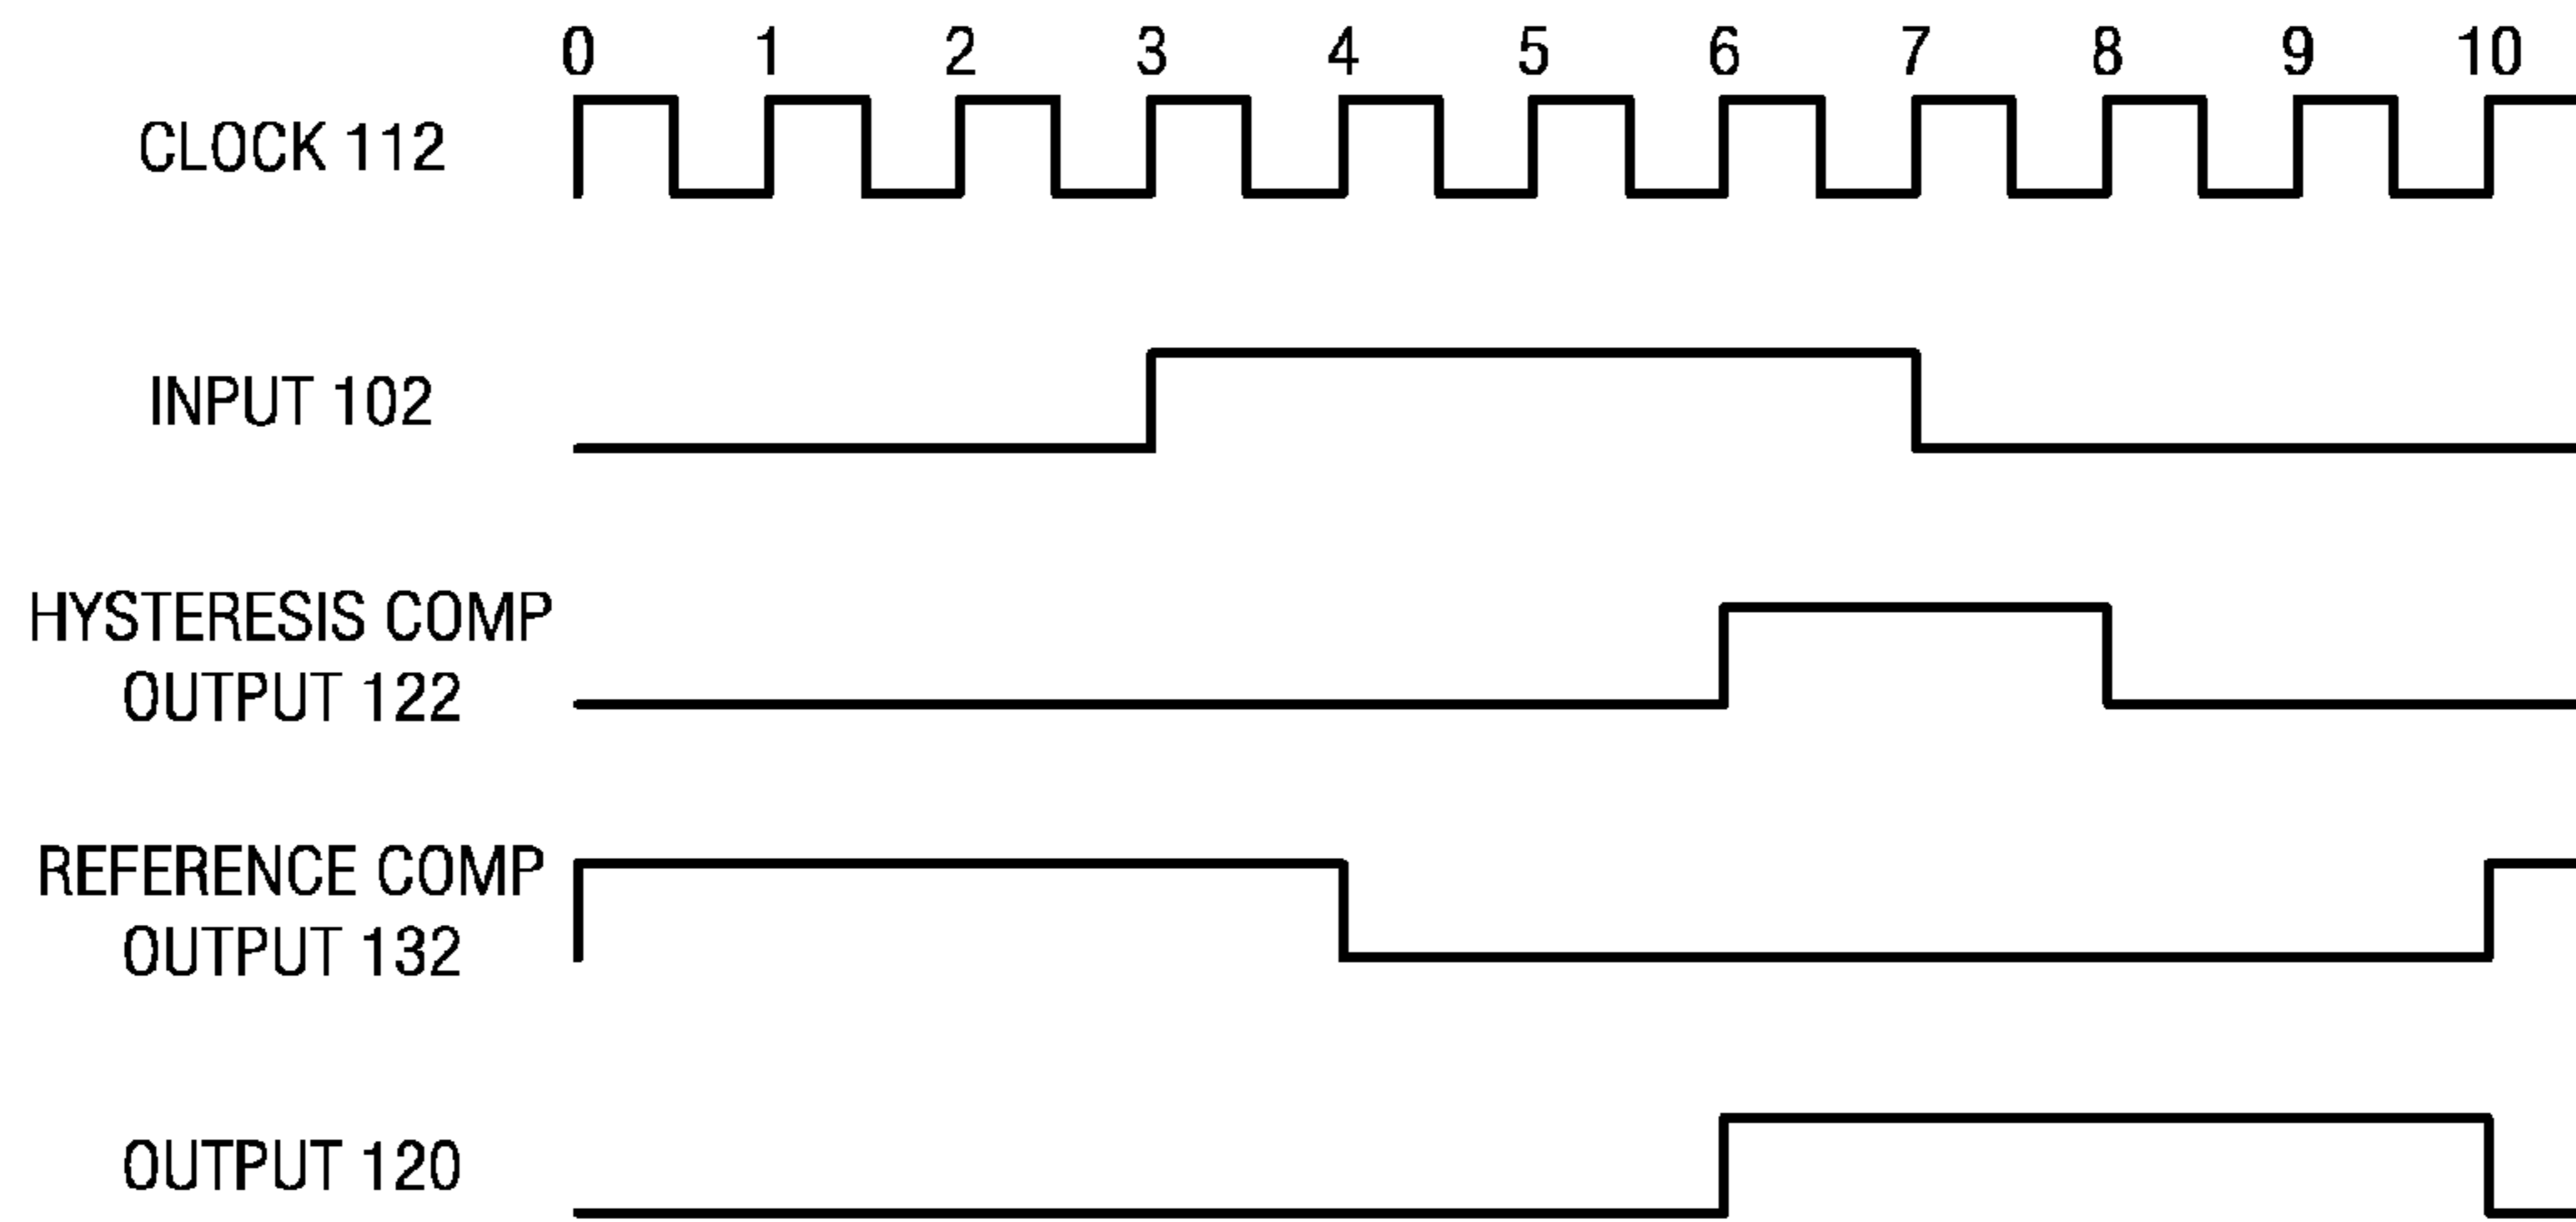 0 1 2 3 4 5 6 7 8 9 10
CLOCK 112
INPUT 102
HYSTERESIS COMP
OUTPUT 122
REFERENCE COMP
OUTPUT 132
OUTPUT 120